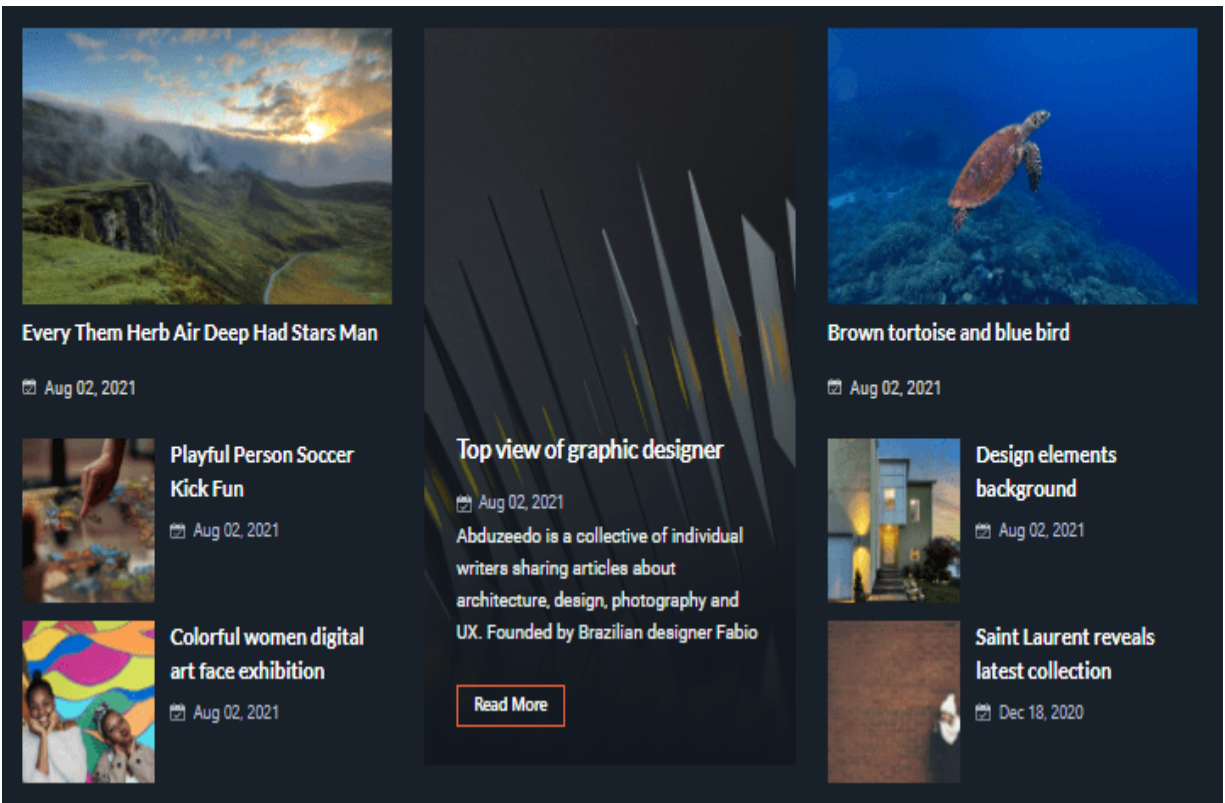 Every Them Herb Air Deep Had Stars Man
Aug 02, 2021
Playful Person Soccer
Kick Fun
Aug 02, 2021
Colorful women digital
art face exhibition
Aug 02, 2021
Top view of graphic designer
Aug 02, 2021
Abduzeedo is a collective of individual
writers sharing articles about
architecture, design, photography and
UX. Founded by Brazilian designer Fabio
Read More
Brown tortoise and blue bird
Aug 02, 2021
Design elements
background
Aug 02, 2021
Saint Laurent reveals
latest collection
Dec 18, 2020